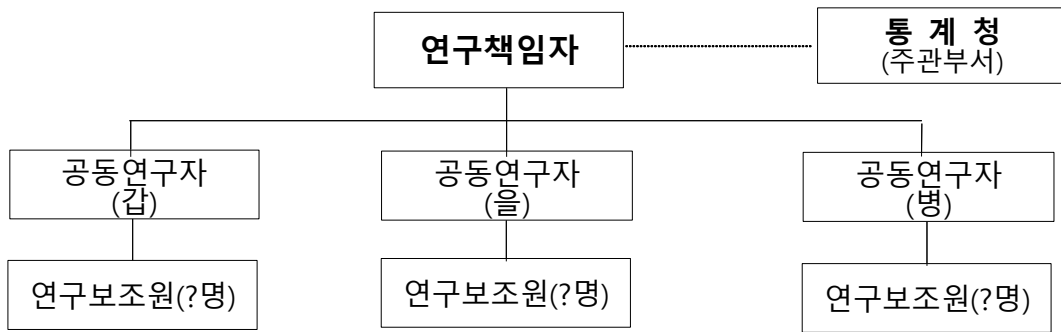 연구책임자
통 계 청
(주관부서)
공동연구자
(갑)
공동연구자
(을)
공동연구자
(병)
연구보조원(?명)
연구보조원(?명)
연구보조원(?명)